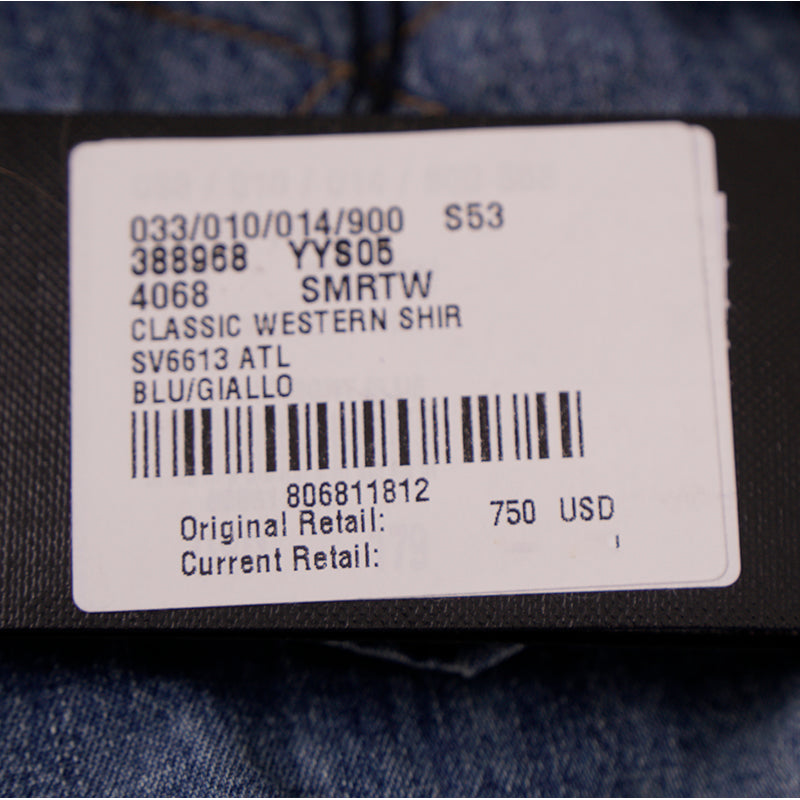 033/010/014/900 S53
388968 YYS05
4068 SMRTW
CLASSIC WESTERN SHIR
SV6613 ATL
BLU/GIALLO
806811812
Original Retail: 750 USD
Current Retail: